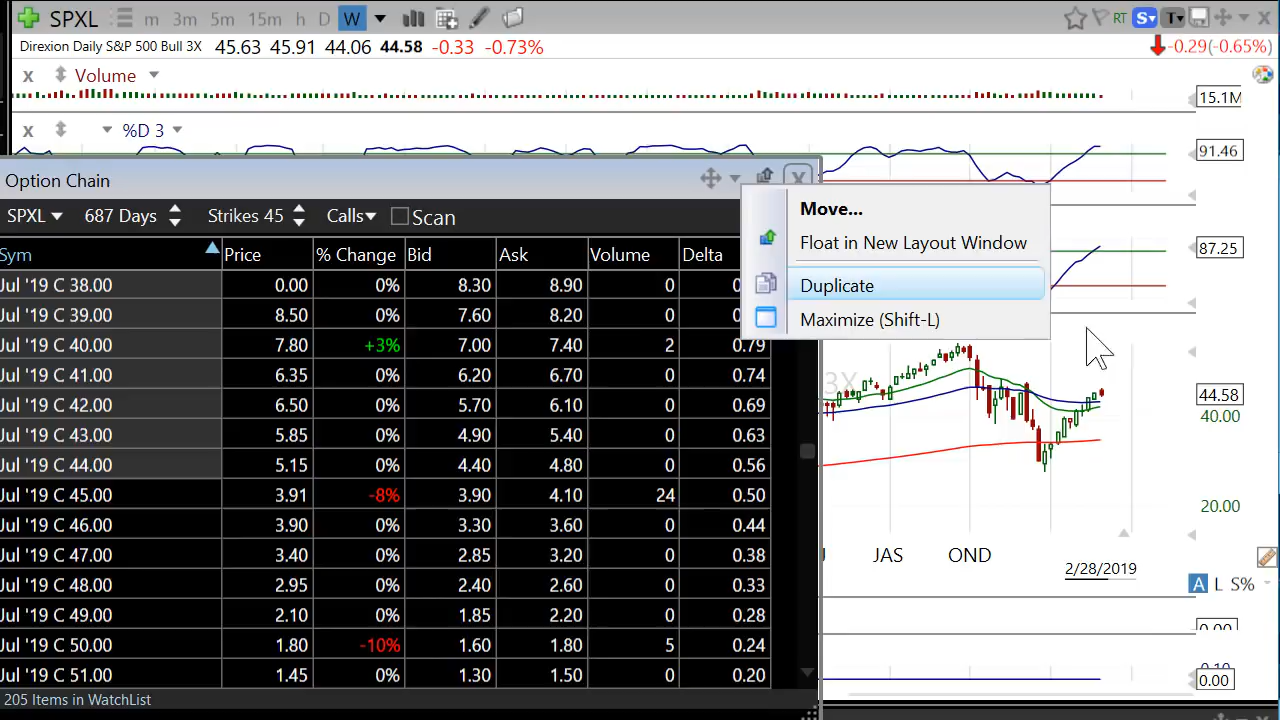 SPXL m 3m 5m 15m h D W RT S T
Direxion Daily S&P 500 Bull 3X 45.63 45.91 44.06 44.58 -0.33 -0.73% -0.29(-0.65%)
x Volume
15.1M
x %D 3
91.46
Option Chain X
Move...
SPXL 687 Days Strikes 45 Calls Scan
Float in New Layout Window
87.25
Sym Price % Change Bid Ask Volume Delta
Duplicate
Maximize (Shift-L)
Jul '19 C 38.00 0.00 0% 8.30 8.90 0
Jul '19 C 39.00 8.50 0% 7.60 8.20 0
Jul '19 C 40.00 7.80 +3% 7.00 7.40 2 0.79
Jul '19 C 41.00 6.35 0% 6.20 6.70 0 0.74
Jul '19 C 42.00 6.50 0% 5.70 6.10 0 0.69
Jul '19 C 43.00 5.85 0% 4.90 5.40 0 0.63
Jul '19 C 44.00 5.15 0% 4.40 4.80 0 0.56
Jul '19 C 45.00 3.91 -8% 3.90 4.10 24 0.50
Jul '19 C 46.00 3.90 0% 3.30 3.60 0 0.44
Jul '19 C 47.00 3.40 0% 2.85 3.20 0 0.38
Jul '19 C 48.00 2.95 0% 2.40 2.60 0 0.33
Jul '19 C 49.00 2.10 0% 1.85 2.20 0 0.28
Jul '19 C 50.00 1.80 -10% 1.60 1.80 5 0.24
Jul '19 C 51.00 1.45 0% 1.30 1.50 0 0.20
205 Items in WatchList
3X
44.58
40.00
20.00
JAS OND
2/28/2019
A L S%
0.00
0.10
0.00